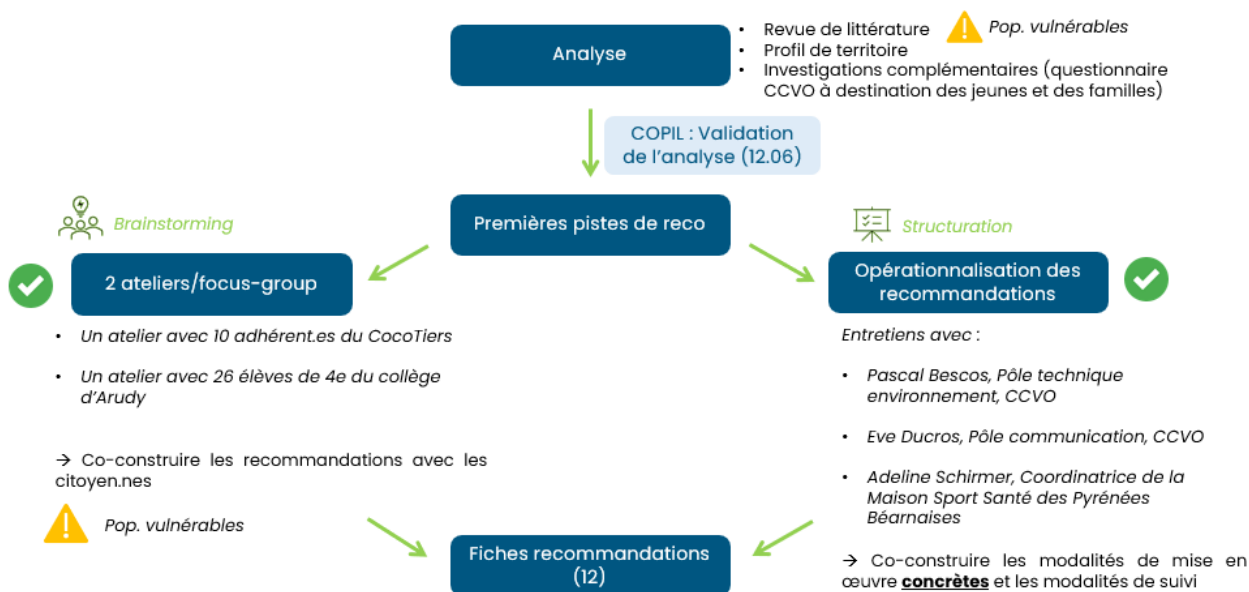 Analyse
• Revue de littérature
Pop. vulnérables
• Profil de territoire
• Investigations complémentaires (questionnaire
CCVO à destination des jeunes et des familles)
COPIL : Validation
de l'analyse (12.06)
Premières pistes de reco
Brainstorming
2 ateliers/focus-group
• Un atelier avec 10 adhérent.es du CocoTiers
• Un atelier avec 26 élèves de 4e du collège
d'Arudy
→ Co-construire les recommandations avec les
citoyen.nes
Pop. vulnérables
Structuration
Opérationnalisation des
recommandations
Entretiens avec :
• Pascal Bescos, Pôle technique
environnement, CCVO
• Eve Ducros, Pôle communication, CCVO
• Adeline Schirmer, Coordinatrice de la
Maison Sport Santé des Pyrénées
Béarnaises
→ Co-construire les modalités de mise en
œuvre concrètes et les modalités de suivi
Fiches recommandations
(12)